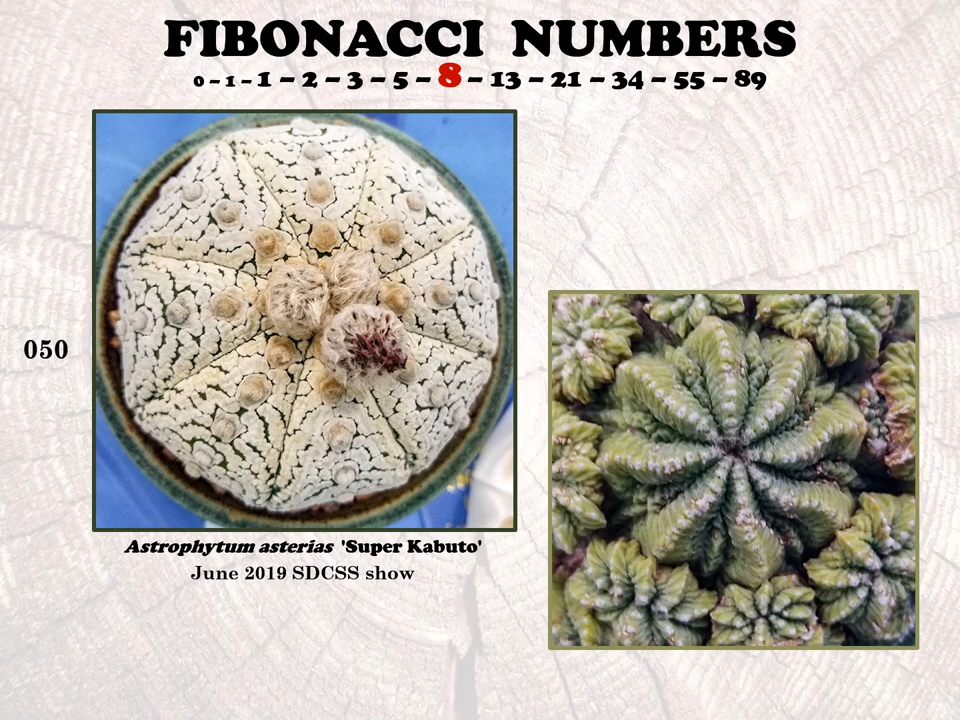 FIBONACCI NUMBERS
0 – 1 – 1 – 2 – 3 – 5 – 8 – 13 – 21 – 34 – 55 – 89
050
Astrophytum asterias 'Super Kabuto'
June 2019 SDCSS show